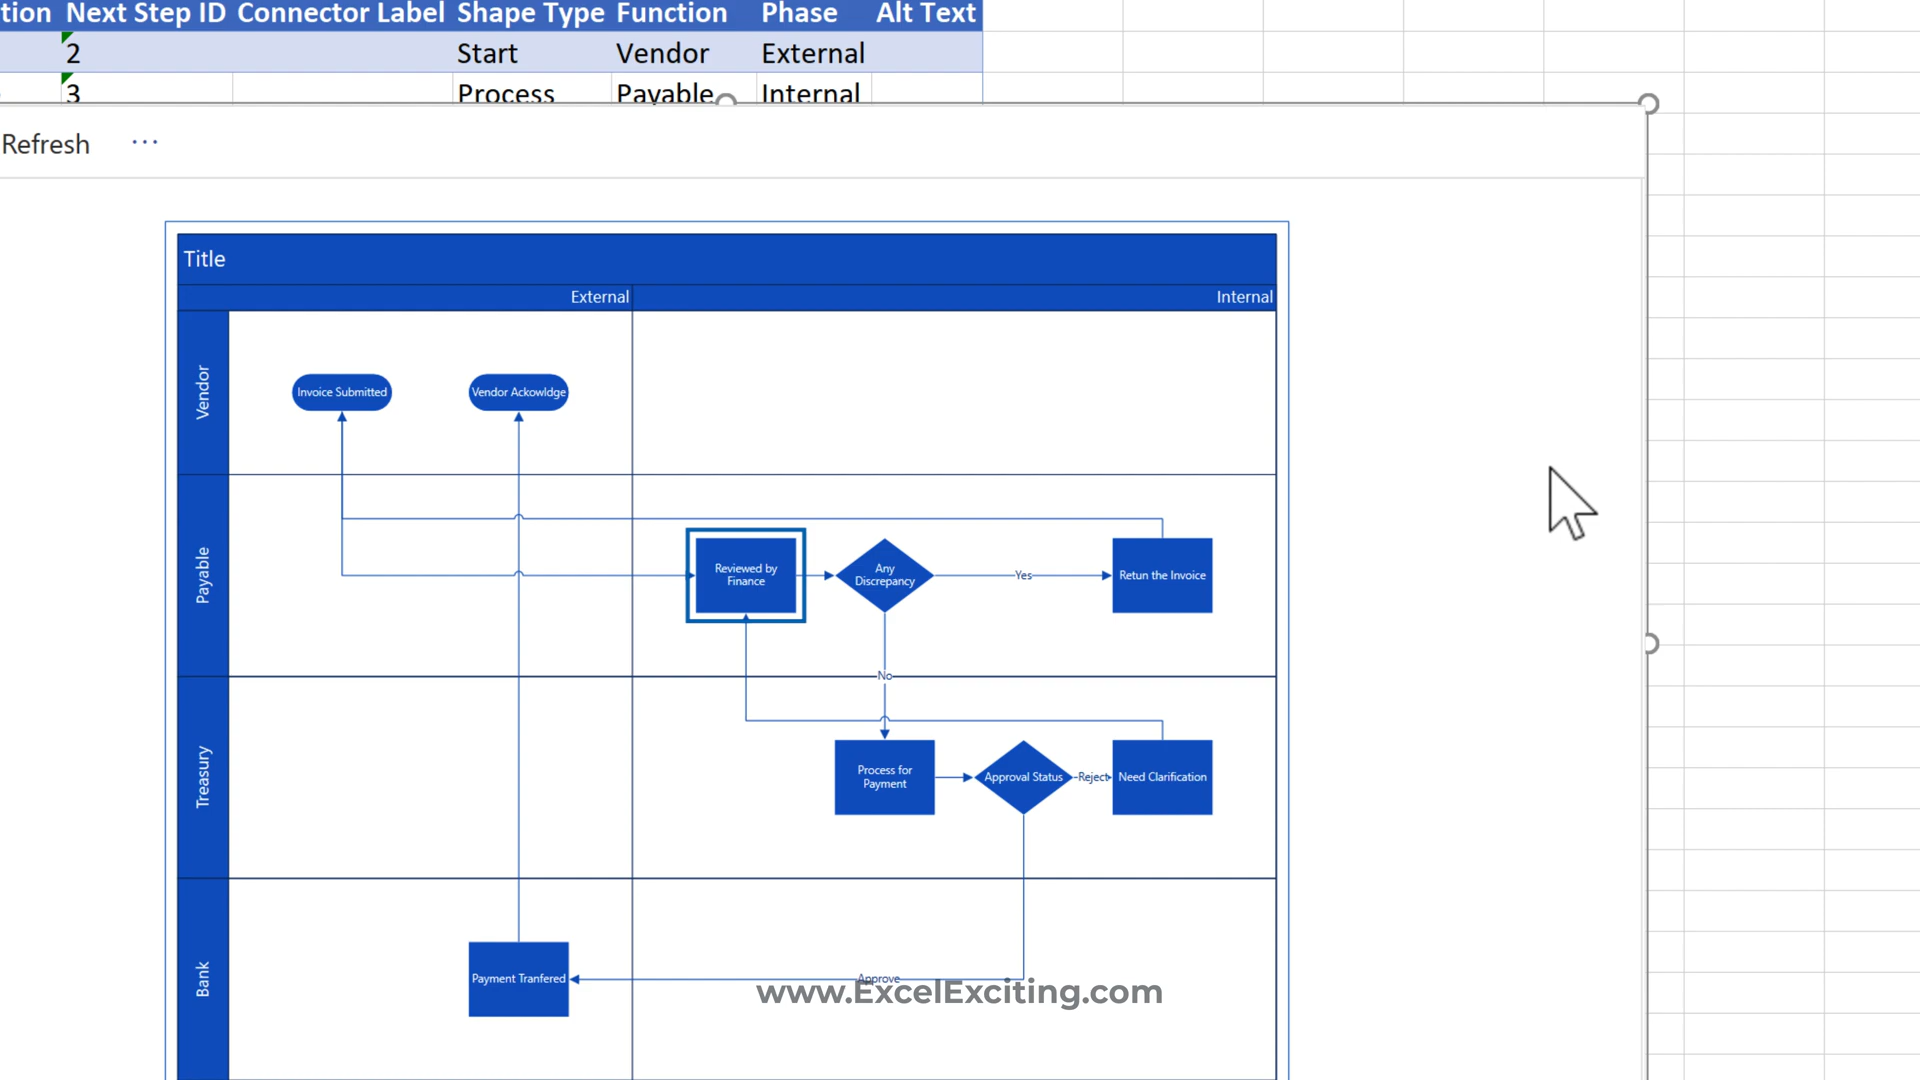 tion Next Step ID Connector Label Shape Type Function Phase Alt Text
2 Start Vendor External
3 Process Payable Internal
Refresh ...
Title
External Internal
Vendor
Invoice Submitted Vendor Ackowldge
Payable
Reviewed by
Finance
Any
Discrepancy
Yes
Retun the Invoice
No
Treasury
Process for
Payment
Approval Status
Reject
Need Clarification
Bank
Payment Tranfered
Approve
www.ExcelExciting.com